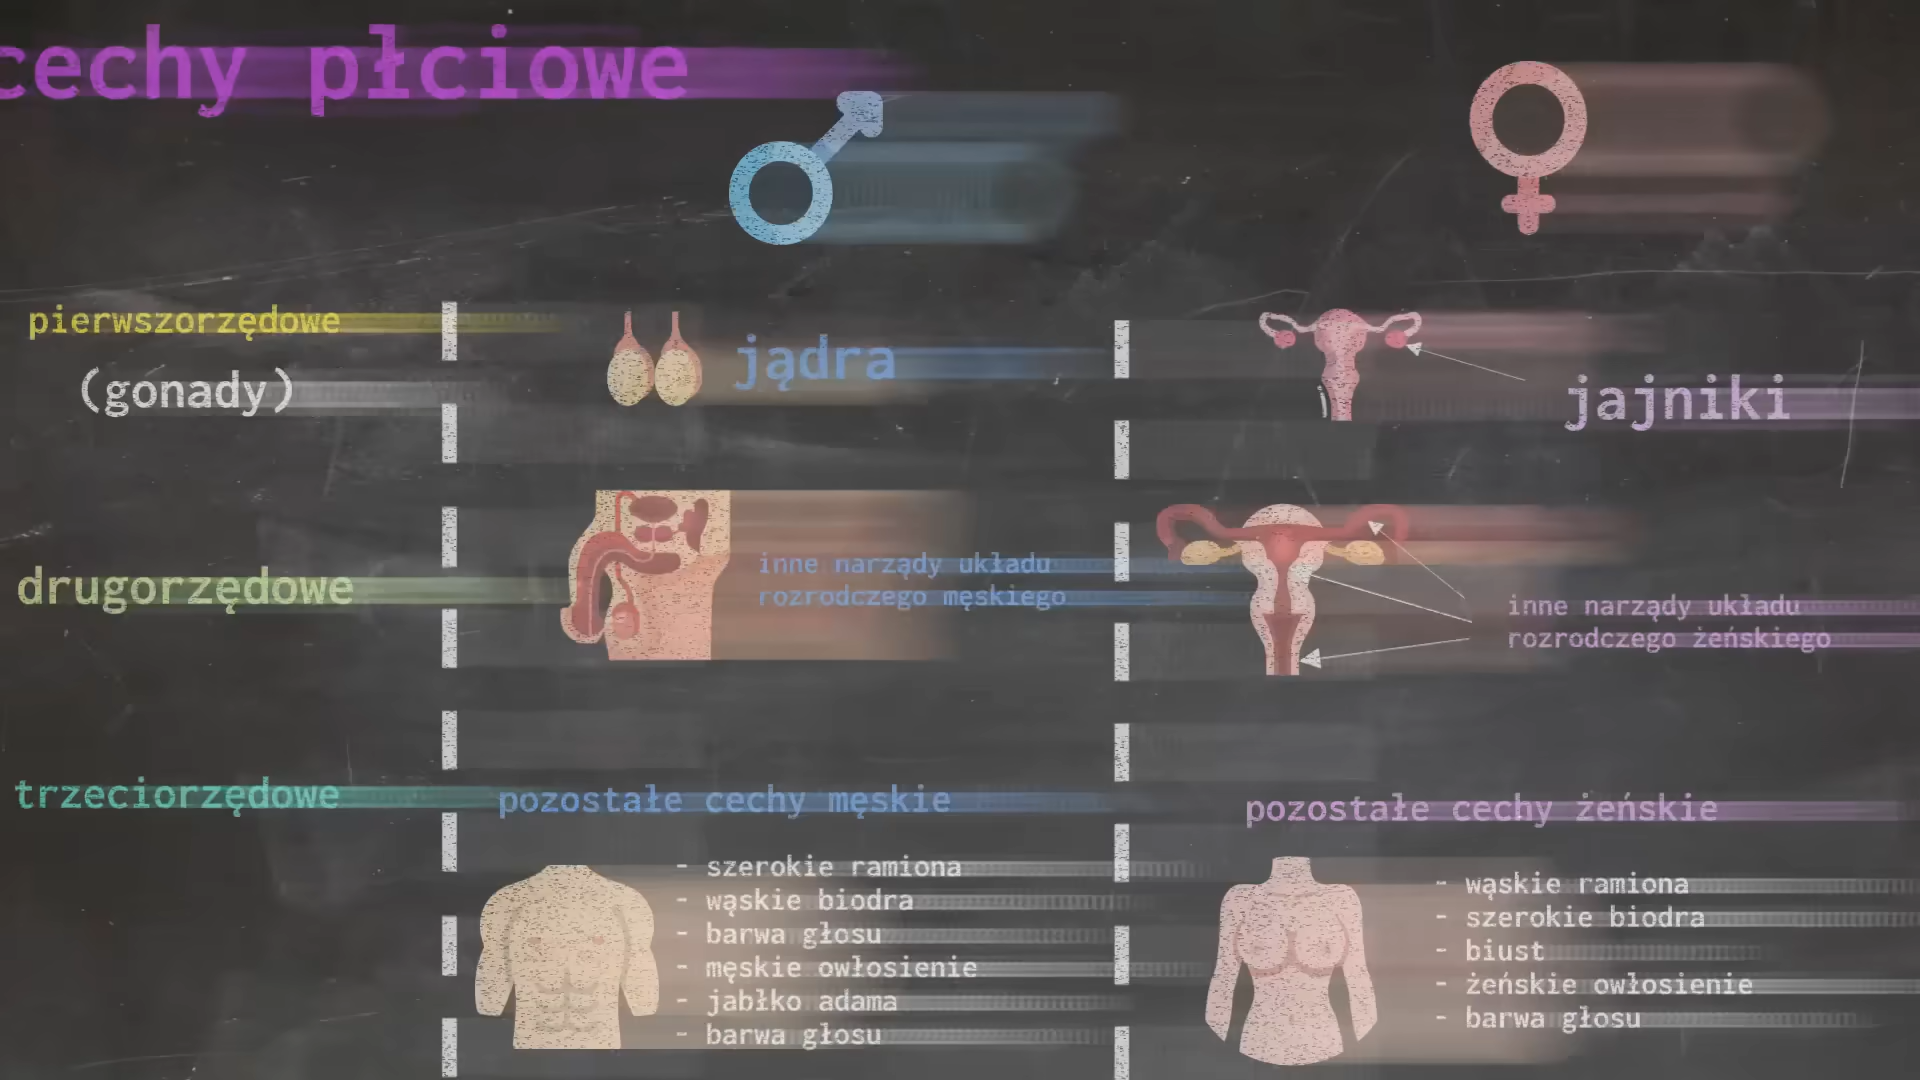 cechy płciowe
pierwszorzędowe
(gonady)
jądra
jajniki
drugorzędowe
inne narządy układu
rozrodczego męskiego
inne narządy układu
rozrodczego żeńskiego
trzeciorzędowe
pozostałe cechy męskie
- szerokie ramiona
- wąskie biodra
- barwa głosu
- męskie owłosienie
- jabłko adama
- barwa głosu
pozostałe cechy żeńskie
- wąskie ramiona
- szerokie biodra
- biust
- żeńskie owłosienie
- barwa głosu